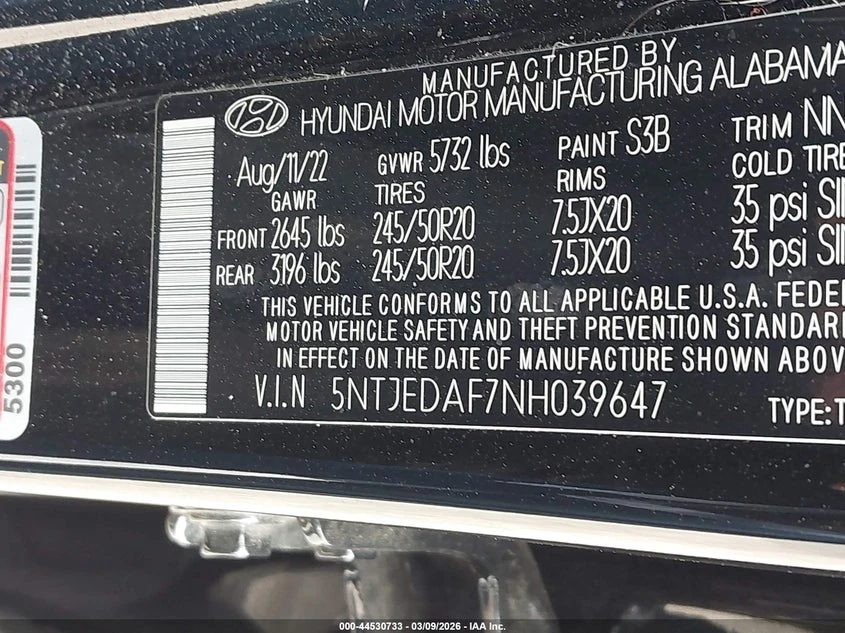 MANUFACTURED BY
HYUNDAI MOTOR MANUFACTURING ALABAMA
Aug/11/22 GVWR 5732 lbs PAINT S3B TRIM NN
GAWR TIRES RIMS COLD TIRE
FRONT 2645 lbs 245/50R20 7.5JX20 35 psi
REAR 3196 lbs 245/50R20 7.5JX20 35 psi
THIS VEHICLE CONFORMS TO ALL APPLICABLE U.S.A.
MOTOR VEHICLE SAFETY AND THEFT PREVENTION
IN EFFECT ON THE DATE OF MANUFACTURE SHOWN
V.I.N 5NTJEDAF7NH039647 TYPE:T
5300
000-44530733 - 03/09/2026 - IAA Inc.